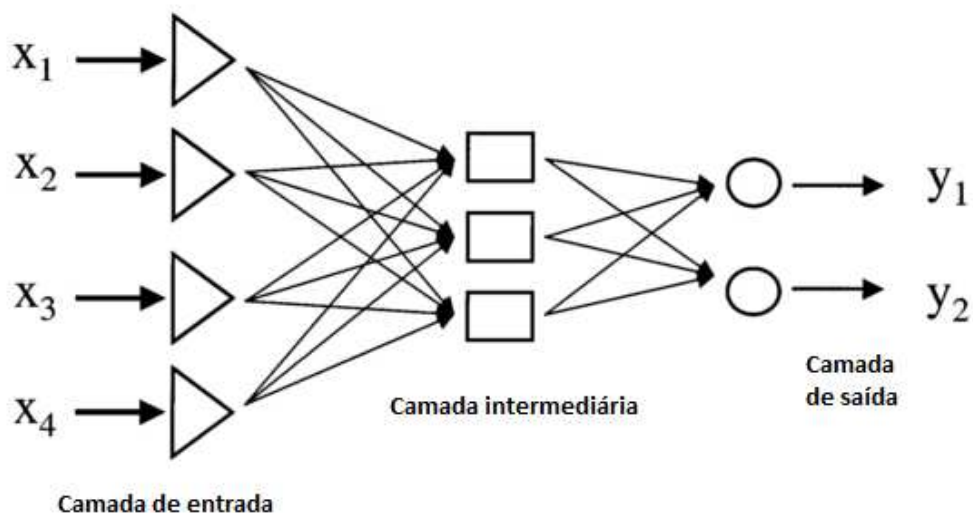 x₁
x₂
x₃
x₄
y₁
y₂
Camada de entrada
Camada intermediária
Camada
de saída